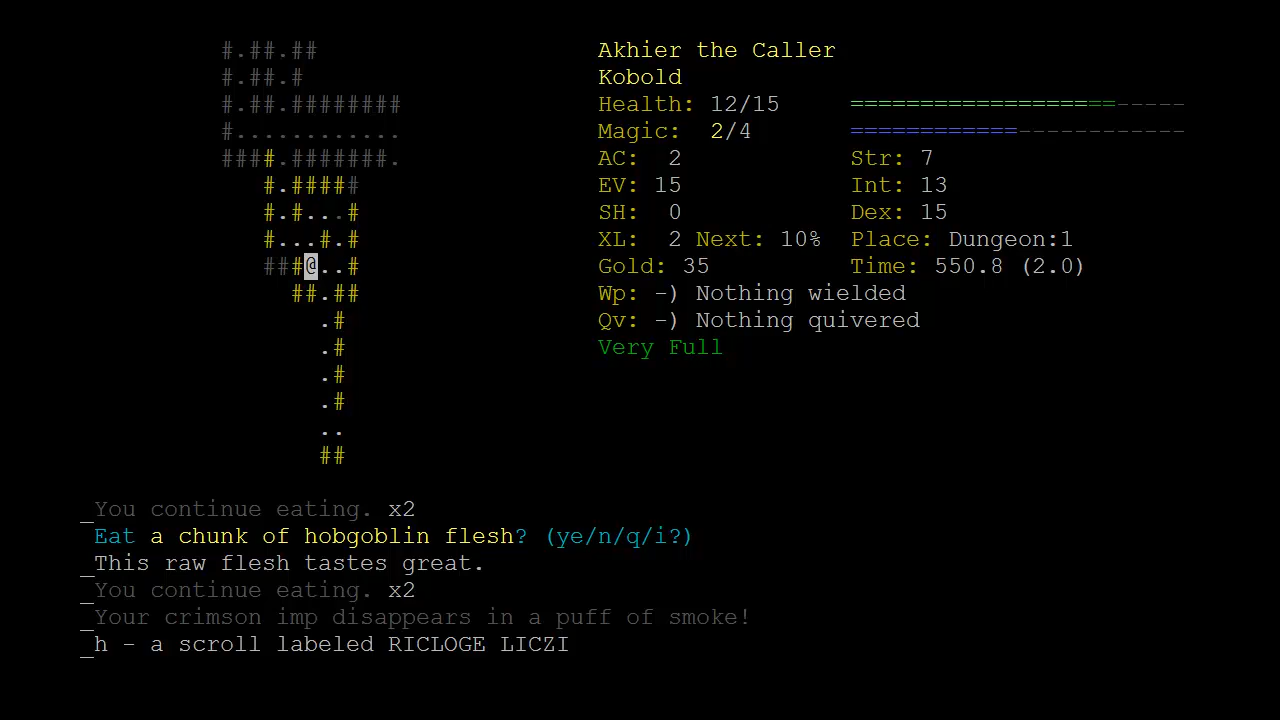 #.##.##
#.##.#
#.##.########
#............
####.#######.
#.#####
#.#...#
#...#.#
###@..#
##.##
.#
.#
.#
.#
..
##
Akhier the Caller
Kobold
Health: 12/15 =================------
Magic: 2/4 ============------------
AC: 2 Str: 7
EV: 15 Int: 13
SH: 0 Dex: 15
XL: 2 Next: 10% Place: Dungeon:1
Gold: 35 Time: 550.8 (2.0)
Wp: -) Nothing wielded
Qv: -) Nothing quivered
Very Full
_You continue eating. x2
_Eat a chunk of hobgoblin flesh? (ye/n/q/i?)
_This raw flesh tastes great.
_You continue eating. x2
_Your crimson imp disappears in a puff of smoke!
_h - a scroll labeled RICLOGE LICZI